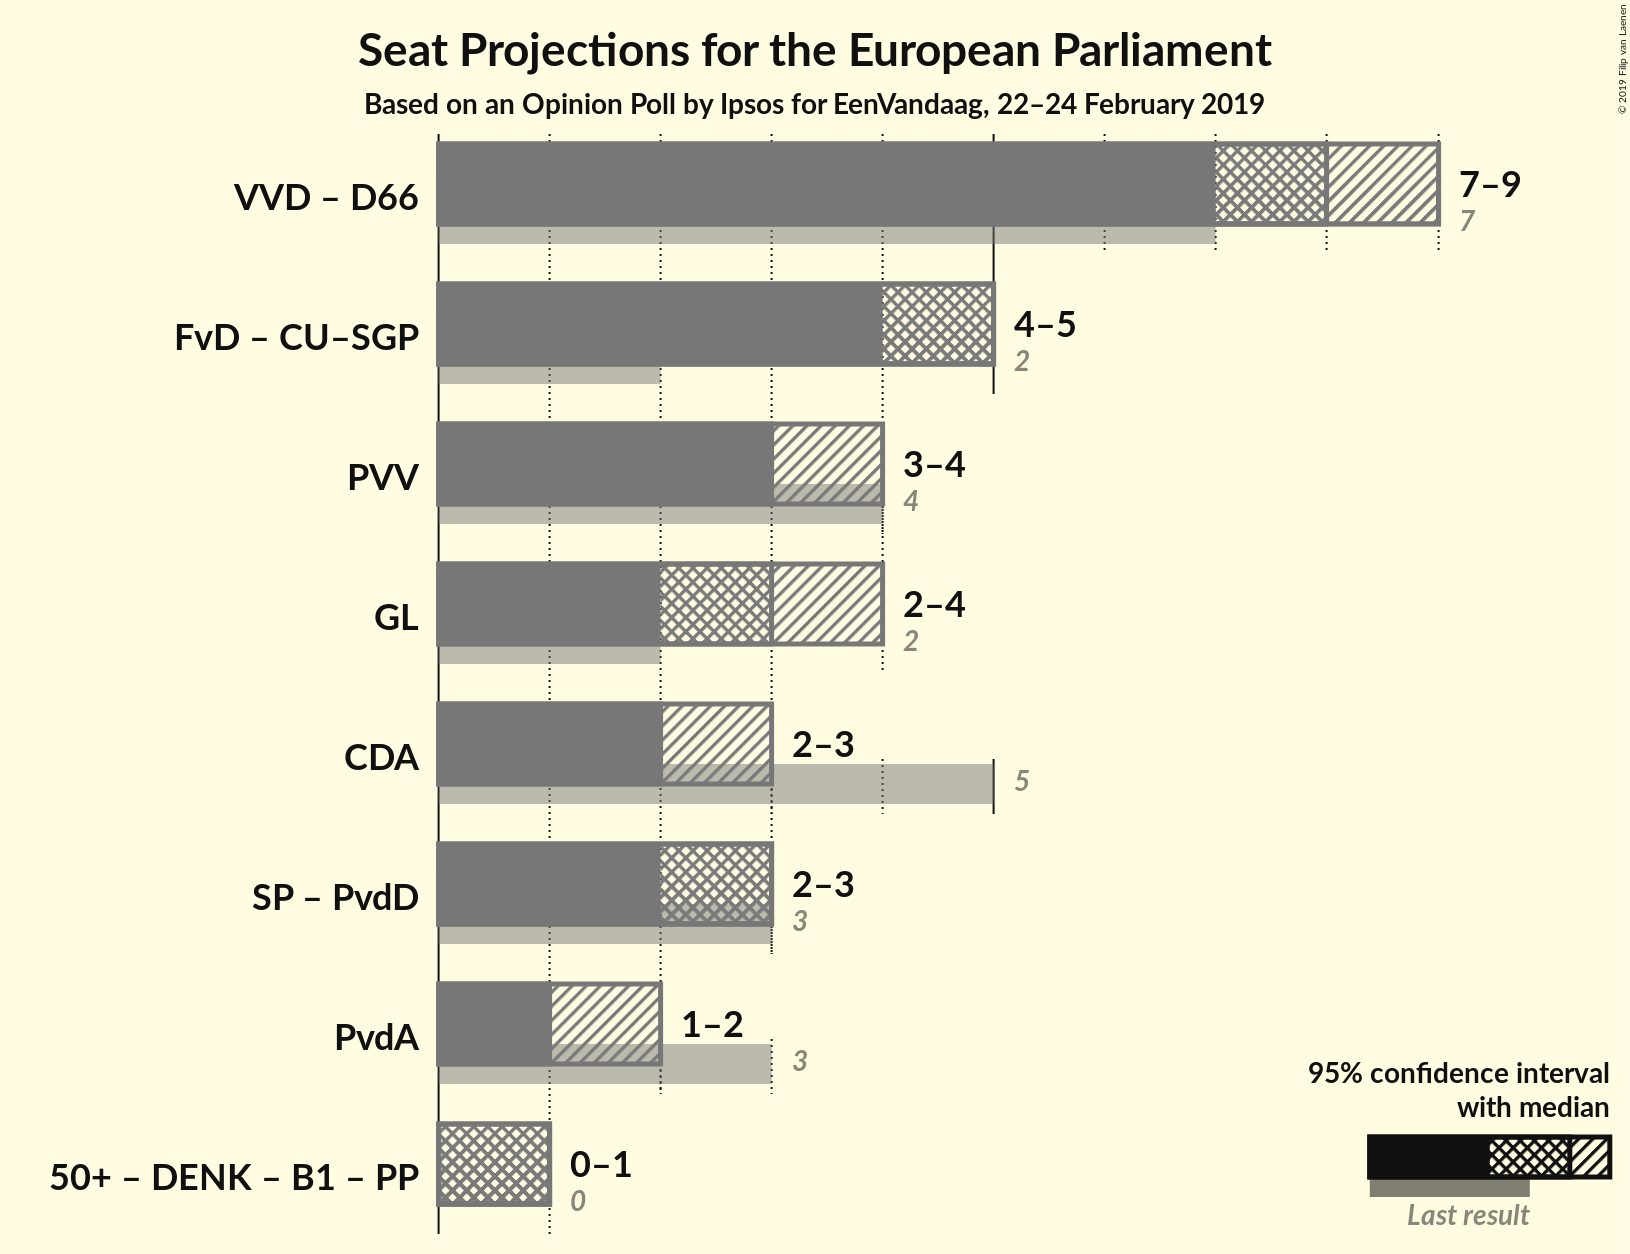 Seat Projections for the European Parliament
Based on an Opinion Poll by Ipsos for EenVandaag, 22–24 February 2019
© 2019 Filip van Laenen
VVD – D66
7–9
7
FvD – CU–SGP
4–5
2
PVV
3–4
4
GL
2–4
2
CDA
2–3
5
SP – PvdD
2–3
3
PvdA
1–2
3
50+ – DENK – B1 – PP
0–1
0
95% confidence interval
with median
Last result